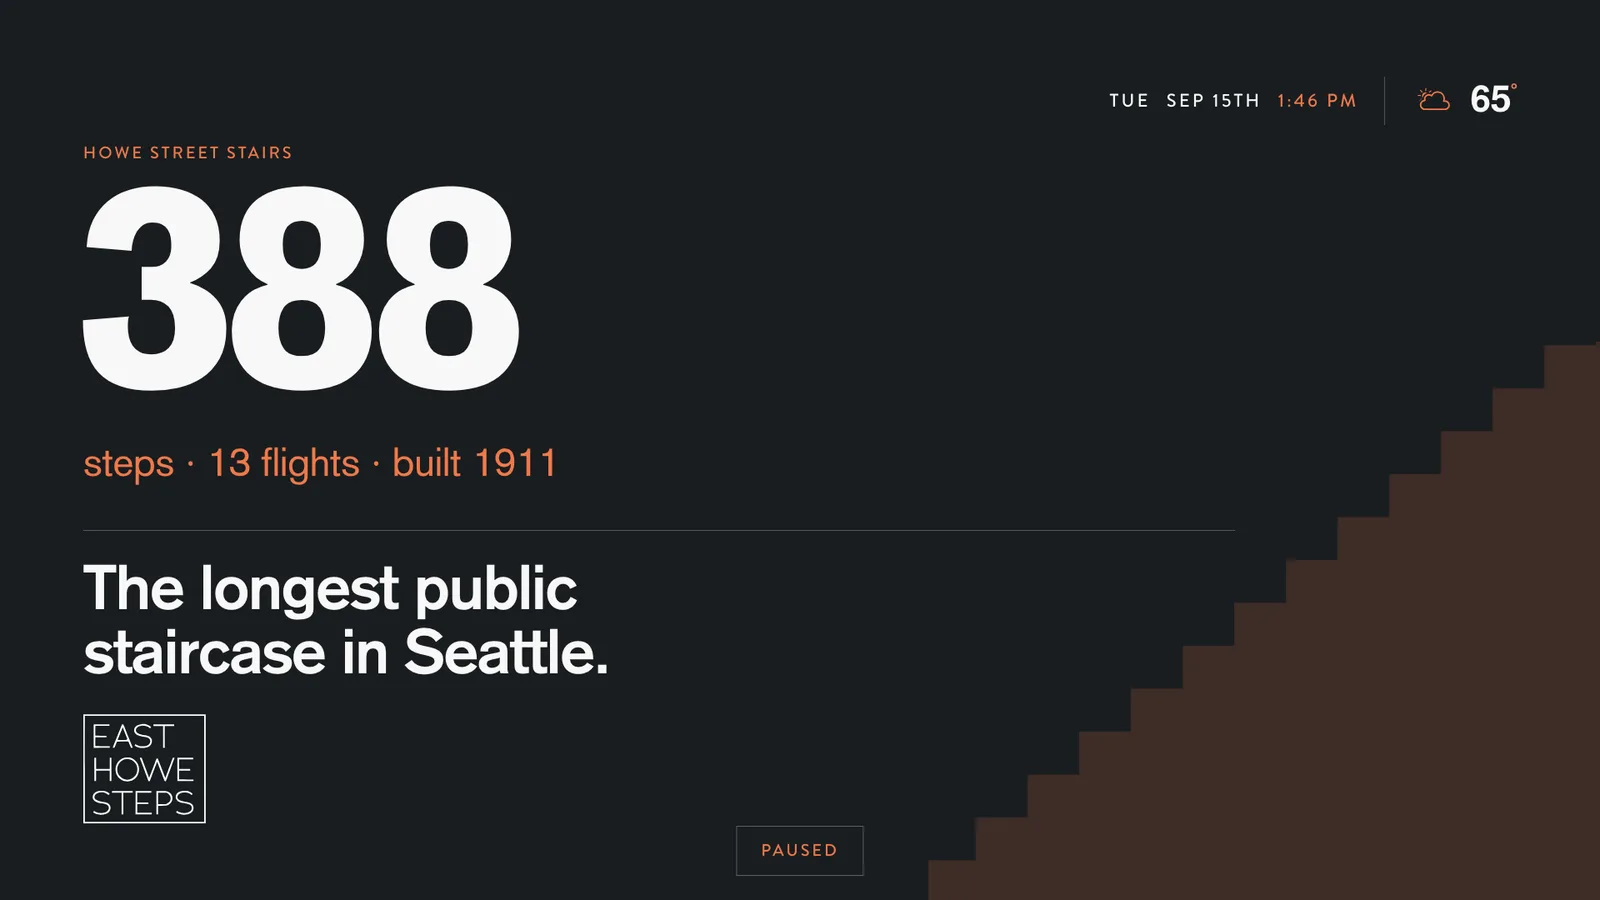 TUE SEP 15TH 1:46 PM 65°
HOWE STREET STAIRS
388
steps · 13 flights · built 1911
The longest public
staircase in Seattle.
EAST
HOWE
STEPS
PAUSED